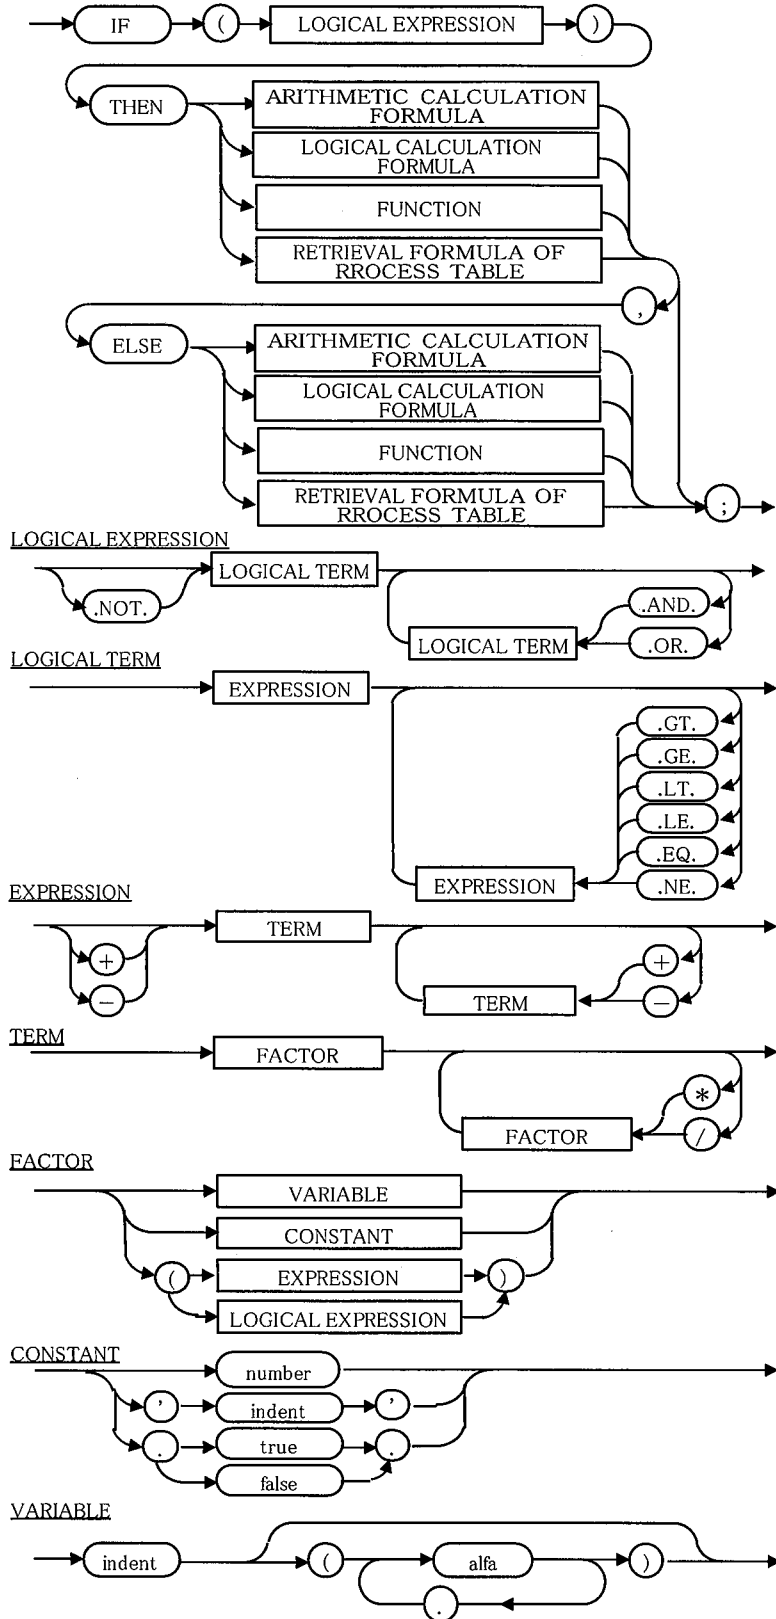 IF ( LOGICAL EXPRESSION )
THEN
ARITHMETIC CALCULATION
FORMULA
LOGICAL CALCULATION
FORMULA
FUNCTION
RETRIEVAL FORMULA OF
RROCESS TABLE
,
ELSE
ARITHMETIC CALCULATION
FORMULA
LOGICAL CALCULATION
FORMULA
FUNCTION
RETRIEVAL FORMULA OF
RROCESS TABLE
;
LOGICAL EXPRESSION
LOGICAL TERM
.NOT.
.AND.
LOGICAL TERM
.OR.
LOGICAL TERM
EXPRESSION
.GT.
.GE.
.LT.
.LE.
.EQ.
EXPRESSION
.NE.
EXPRESSION
TERM
+
+
−
TERM
−
TERM
FACTOR
*
FACTOR
/
FACTOR
VARIABLE
CONSTANT
( EXPRESSION )
LOGICAL EXPRESSION
CONSTANT
number
' indent '
. true .
false
VARIABLE
indent ( alfa )
.